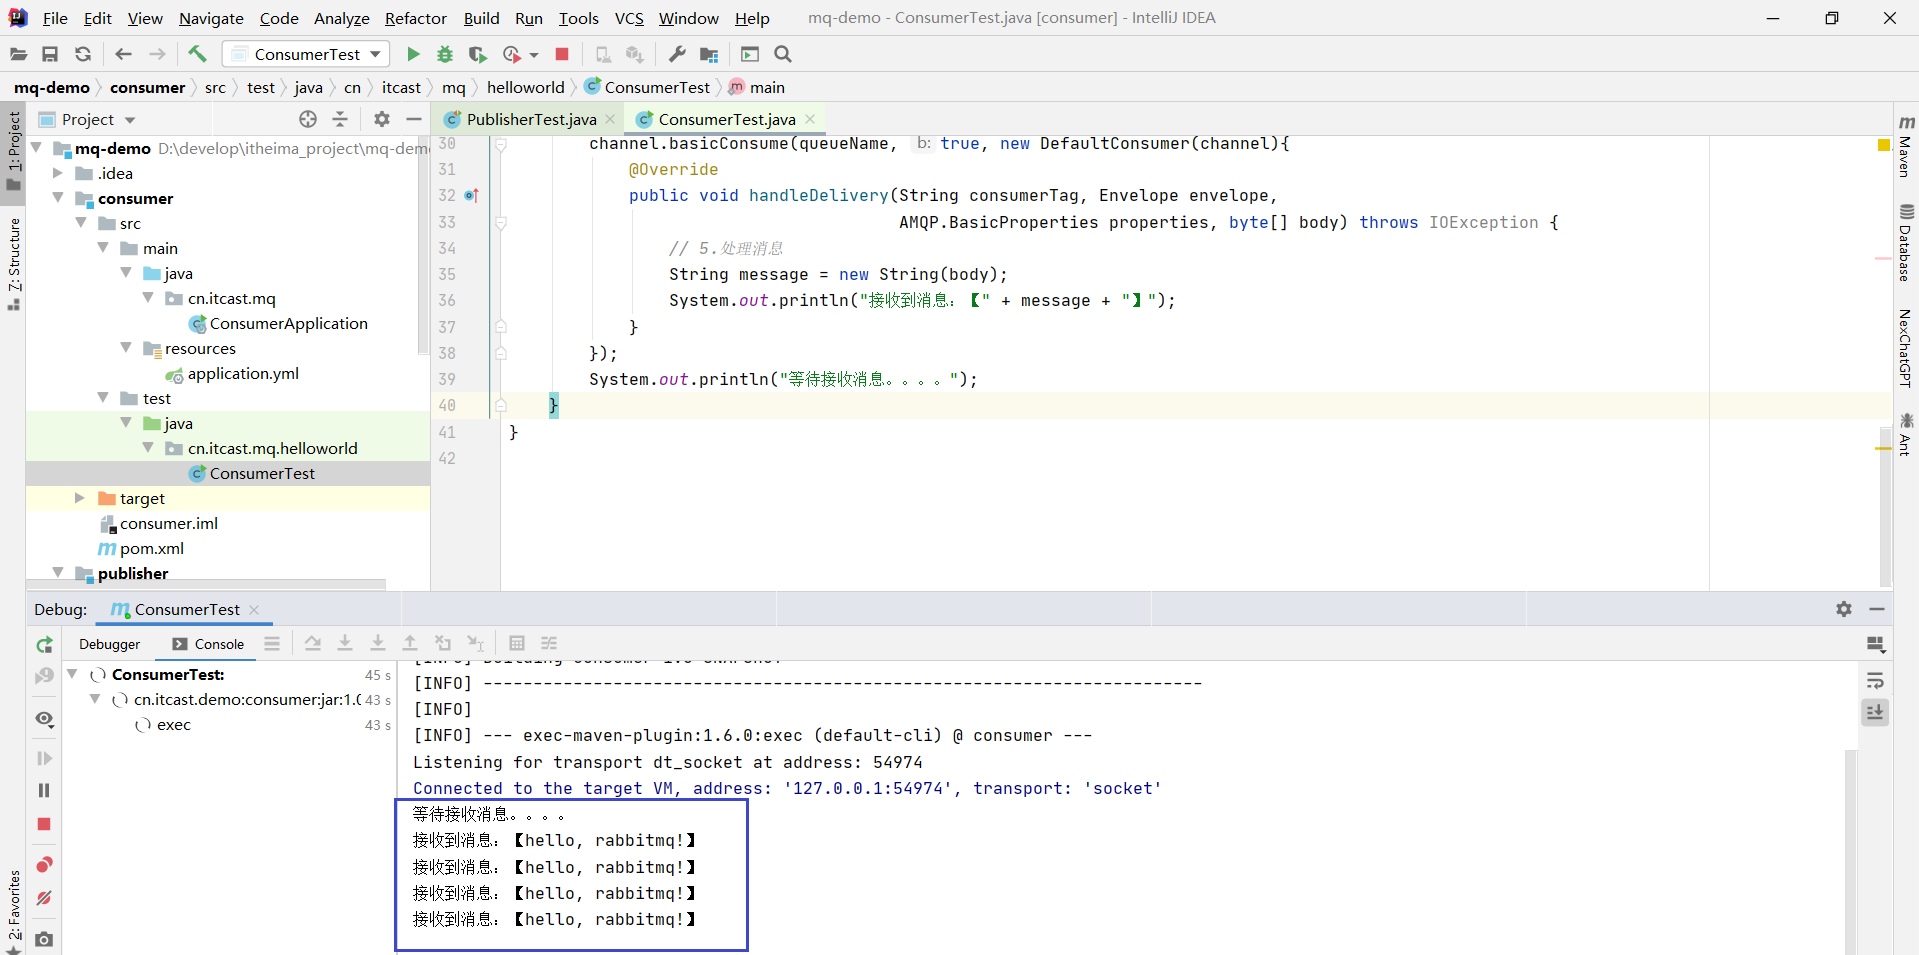 File Edit View Navigate Code Analyze Refactor Build Run Tools VCS Window Help mq-demo - ConsumerTest.java [consumer] - IntelliJ IDEA
ConsumerTest
mq-demo consumer src test java cn itcast mq helloworld ConsumerTest main
1: Project
7: Structure
2: Favorites
Project
mq-demo D:\develop\itheima_project\mq-demo
.idea
consumer
src
main
java
cn.itcast.mq
ConsumerApplication
resources
application.yml
test
java
cn.itcast.mq.helloworld
ConsumerTest
target
consumer.iml
pom.xml
publisher
PublisherTest.java ConsumerTest.java
30 channel.basicConsume(queueName, b: true, new DefaultConsumer(channel){
31 @Override
32 public void handleDelivery(String consumerTag, Envelope envelope,
33 AMQP.BasicProperties properties, byte[] body) throws IOException {
34 // 5.处理消息
35 String message = new String(body);
36 System.out.println("接收到消息：【" + message + "】");
37 }
38 });
39 System.out.println("等待接收消息。。。。");
40 }
41 }
42
Maven
Database
NexChatGPT
Ant
Debug: ConsumerTest
Debugger Console
ConsumerTest: 45 s
cn.itcast.demo:consumer:jar:1.0 43 s
exec 43 s
[INFO] Building consumer 1.0-SNAPSHOT
[INFO] ------------------------------------------------------------------------
[INFO]
[INFO] --- exec-maven-plugin:1.6.0:exec (default-cli) @ consumer ---
Listening for transport dt_socket at address: 54974
Connected to the target VM, address: '127.0.0.1:54974', transport: 'socket'
等待接收消息。。。。
接收到消息：【hello, rabbitmq!】
接收到消息：【hello, rabbitmq!】
接收到消息：【hello, rabbitmq!】
接收到消息：【hello, rabbitmq!】